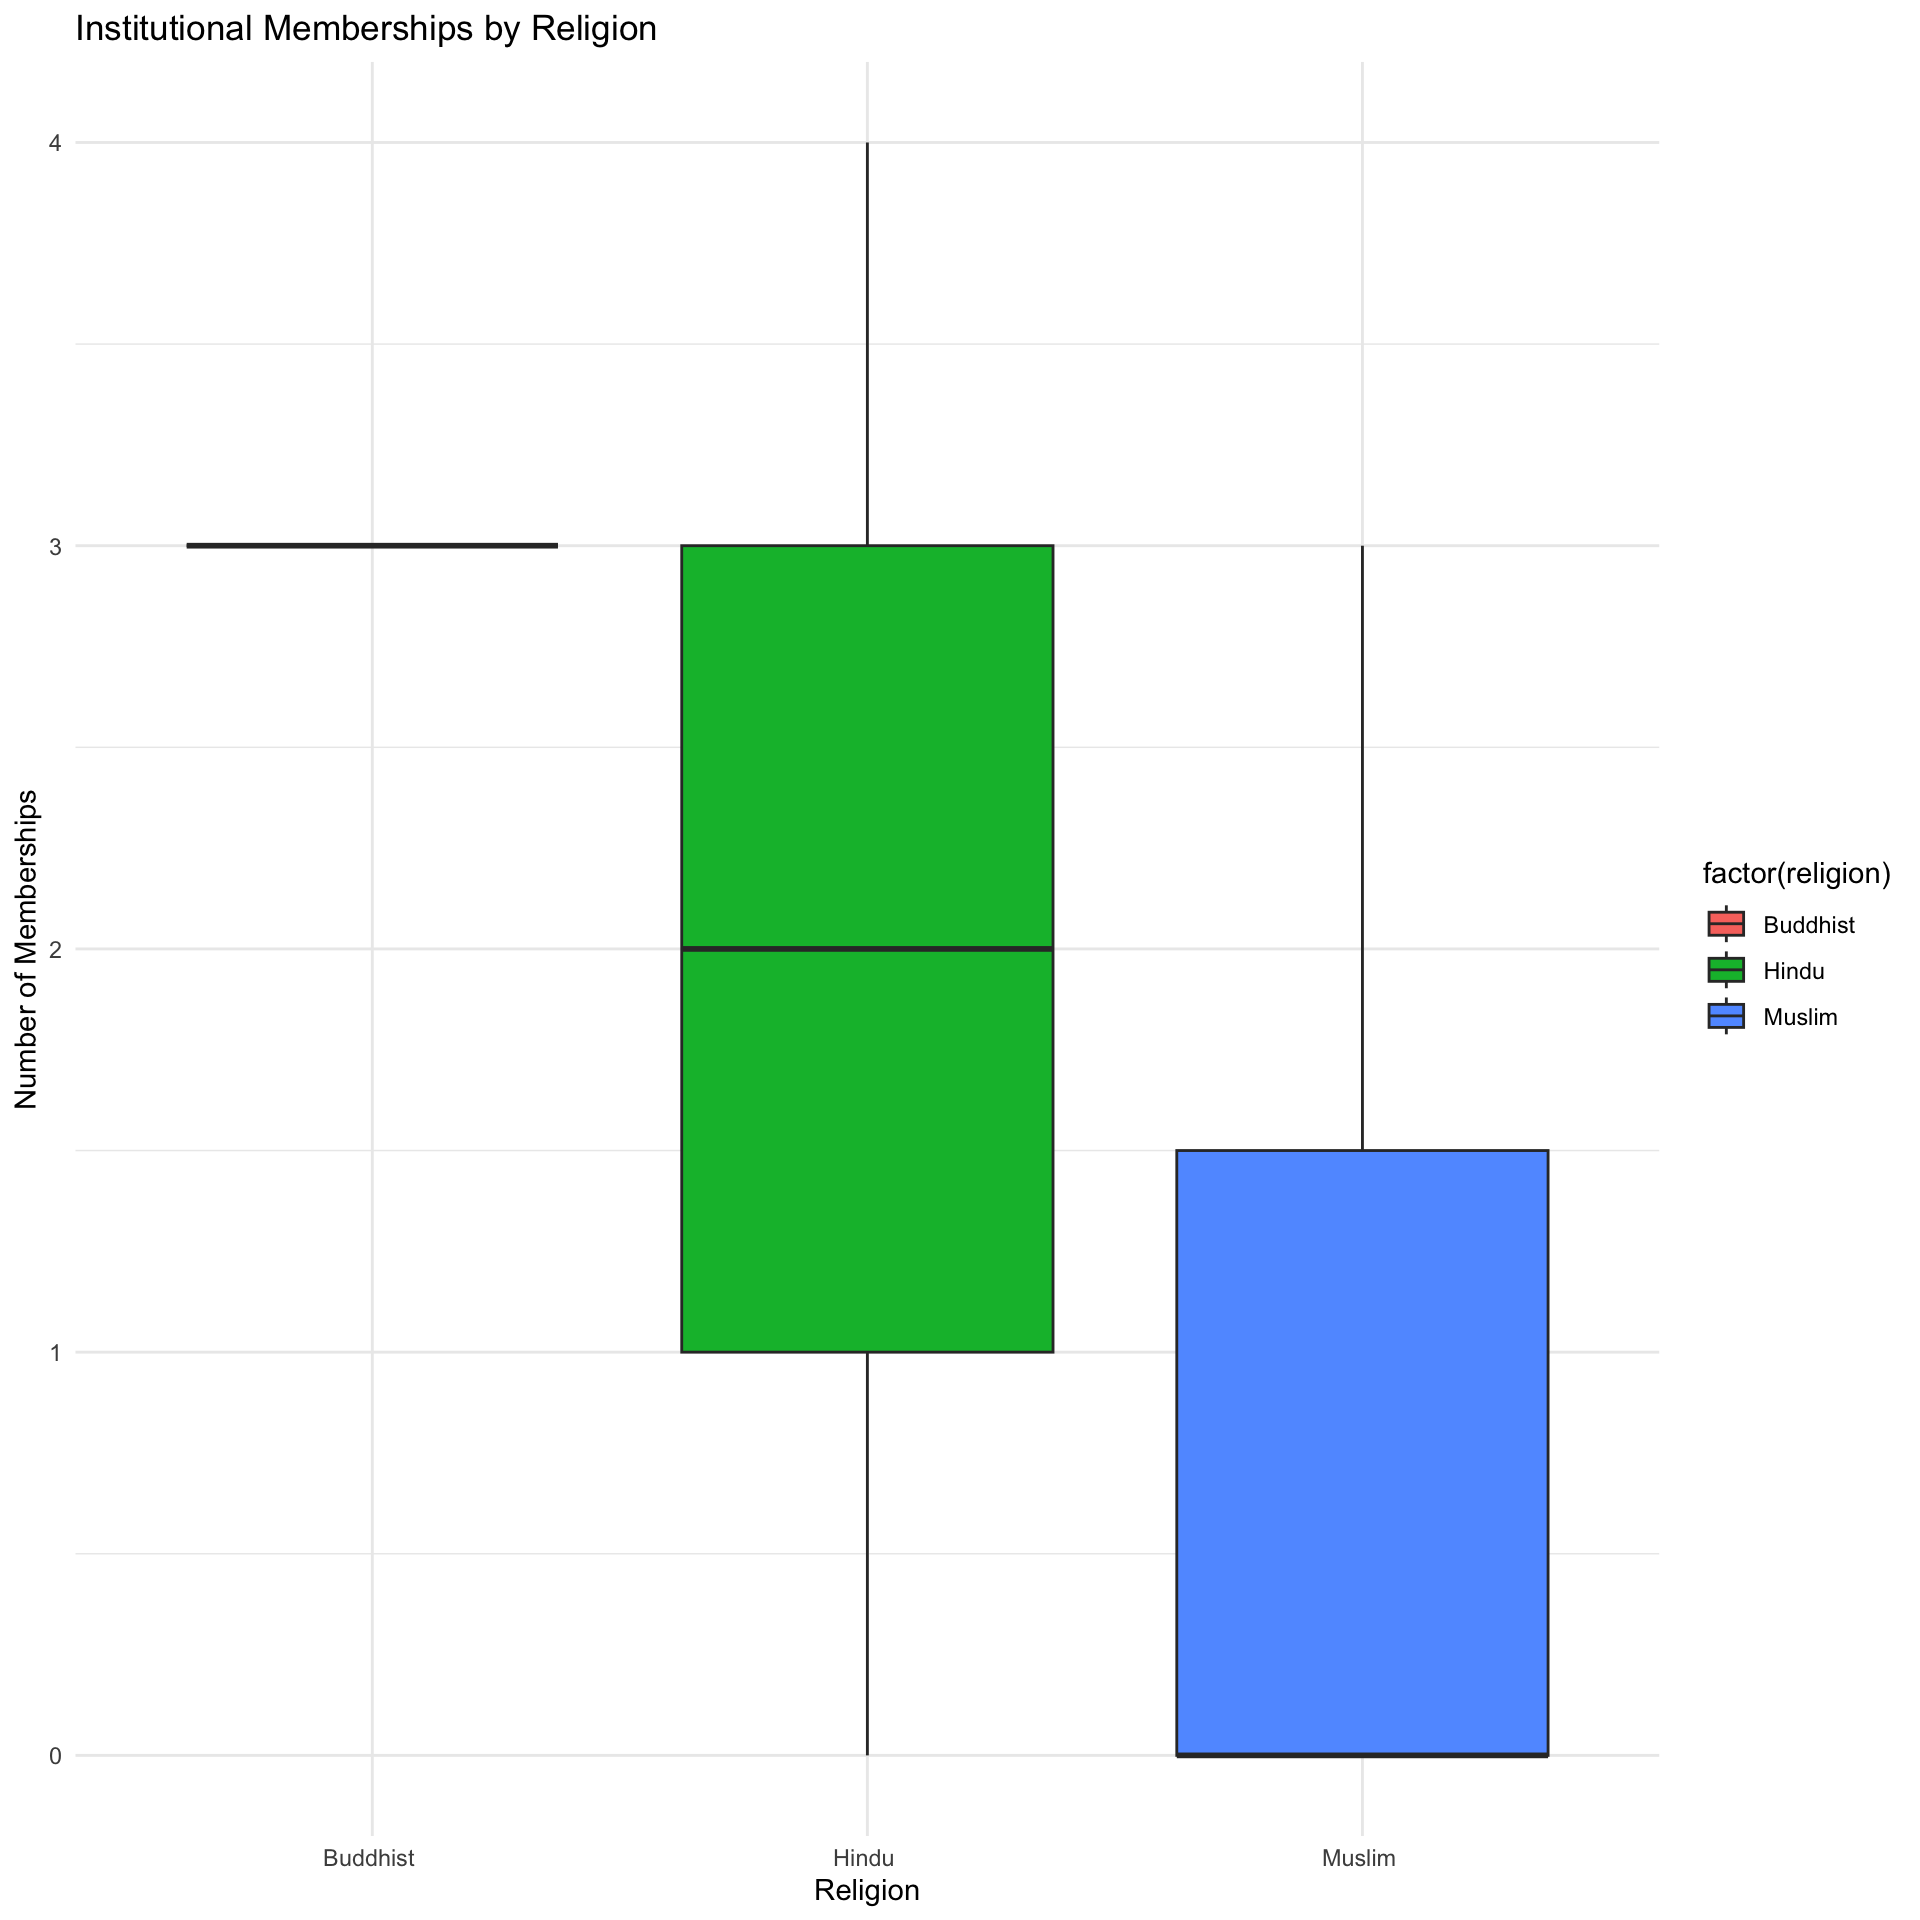 Institutional Memberships by Religion
Number of Memberships
4
3
2
1
0
Buddhist
Hindu
Muslim
Religion
factor(religion)
Buddhist
Hindu
Muslim